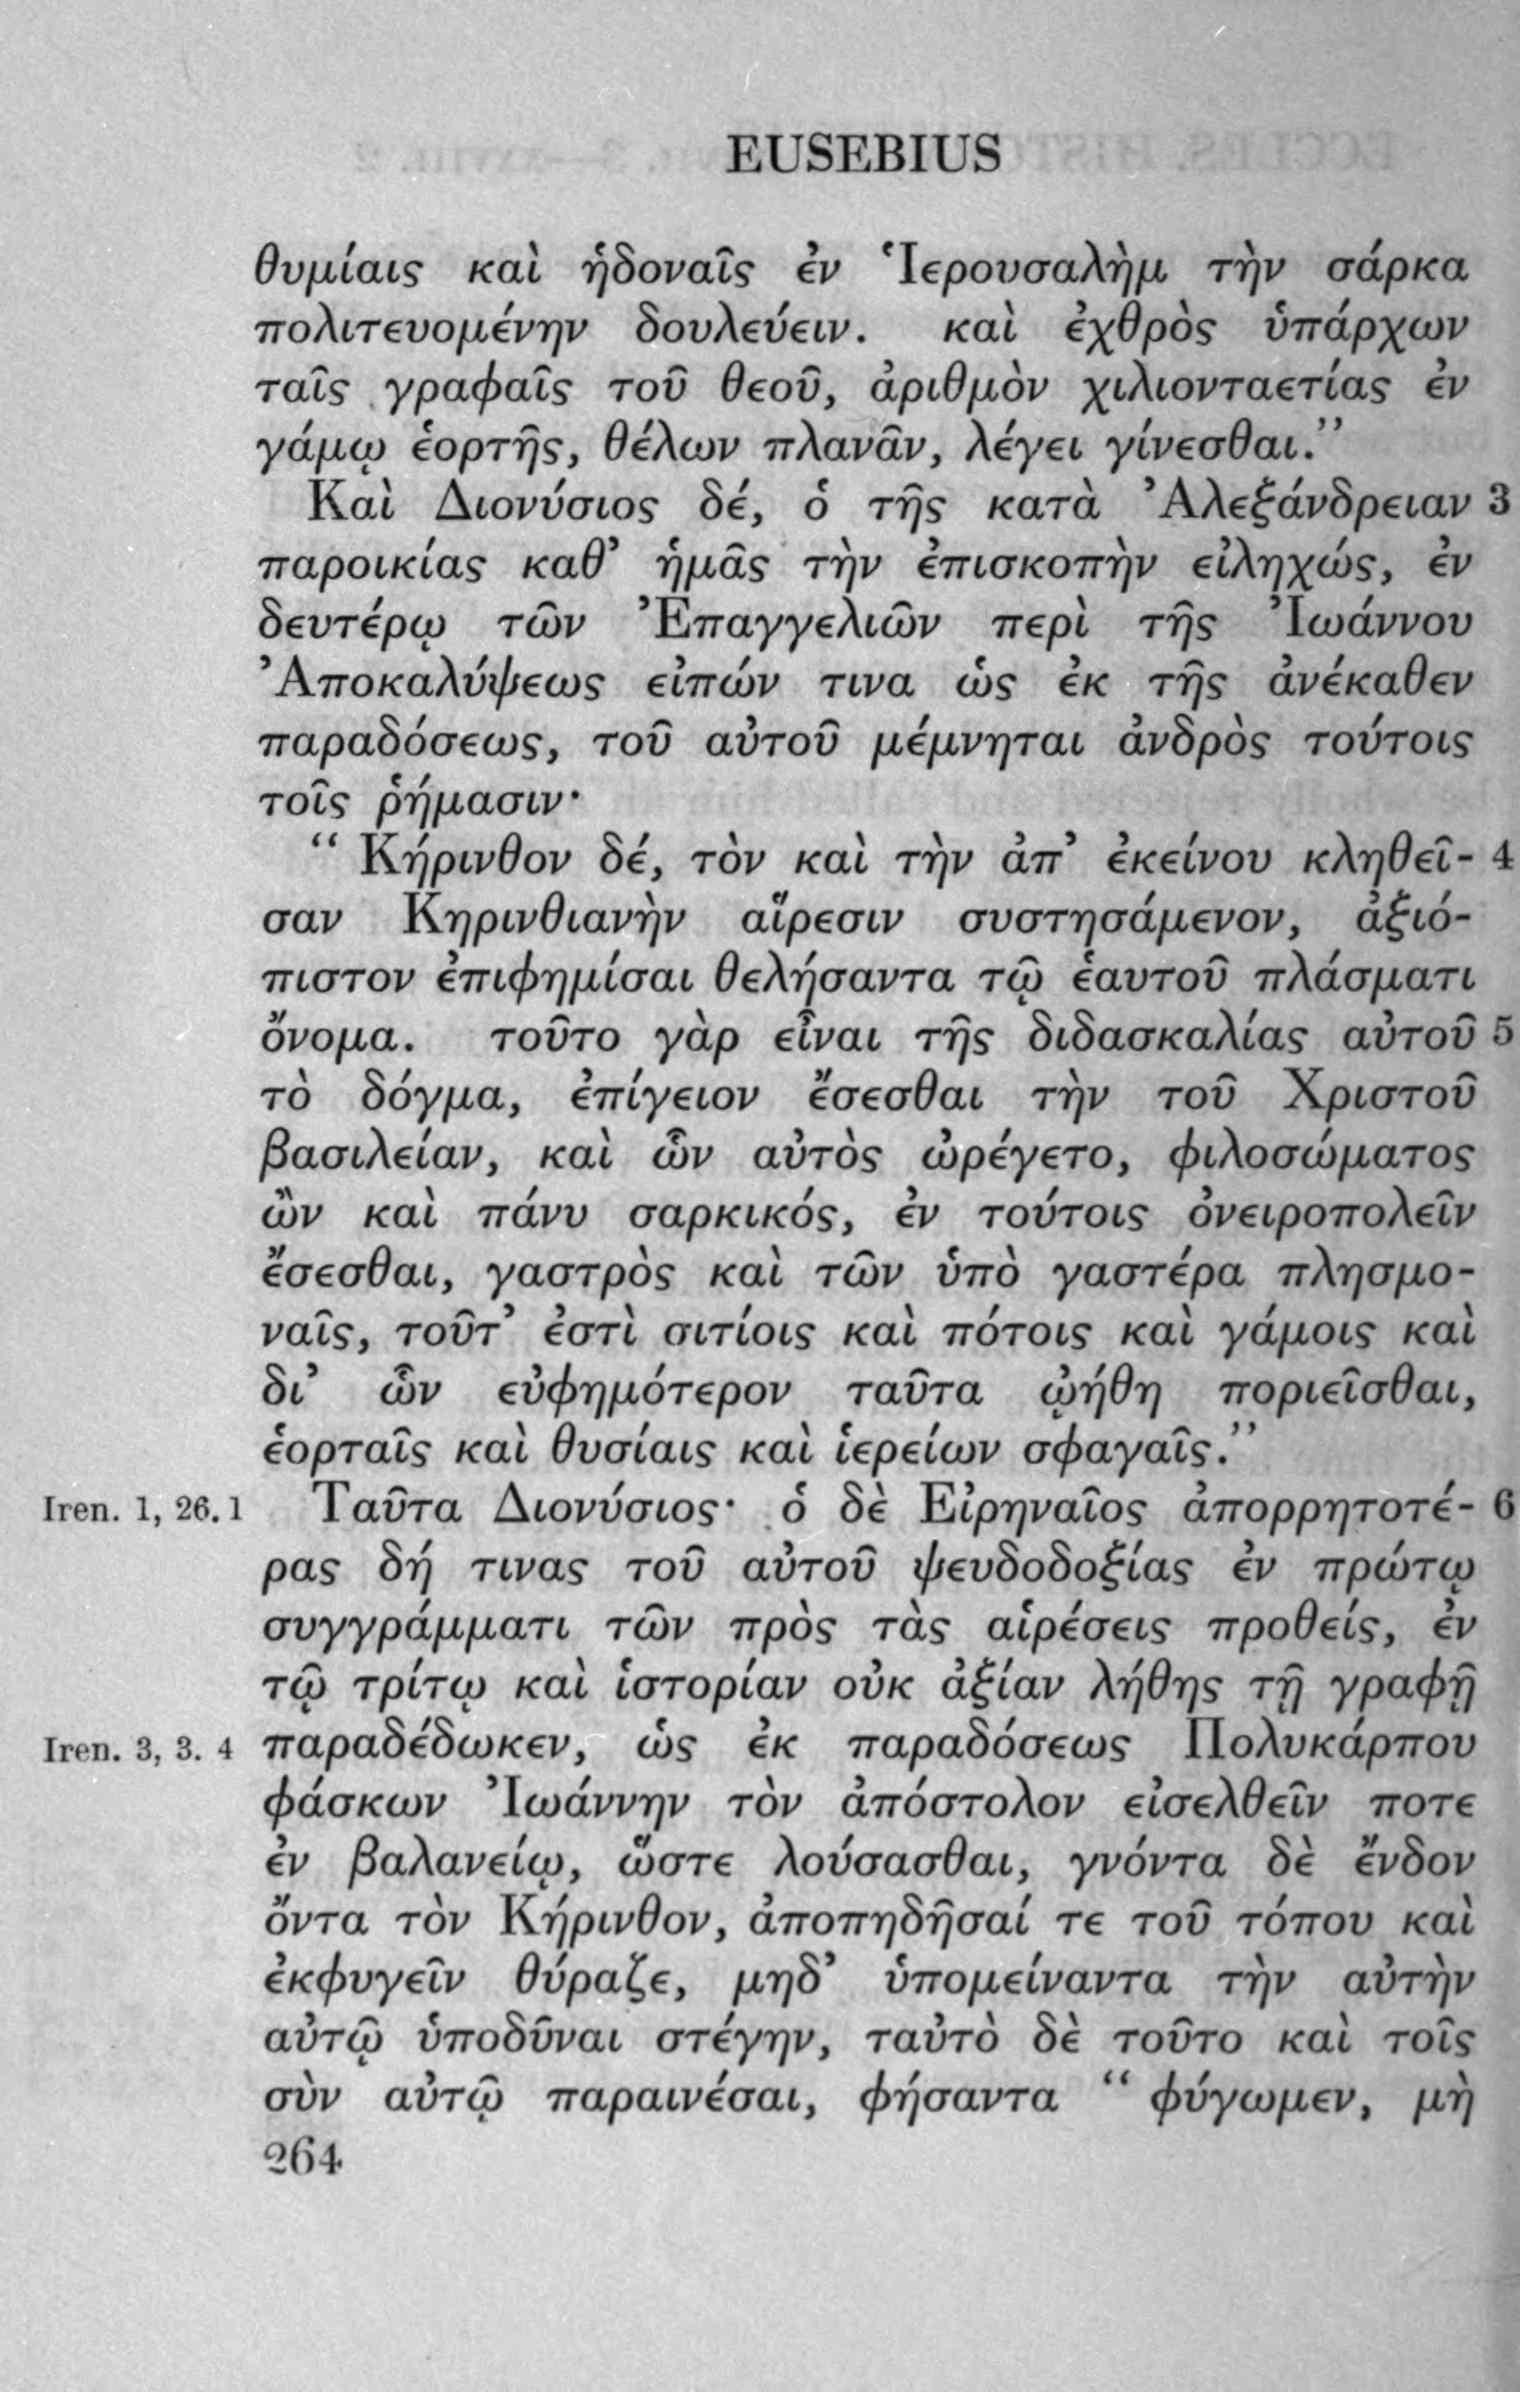 EUSEBIUS
θυμίαις καὶ ἡδοναῖς ἐν Ἱερουσαλὴμ τὴν σάρκα
πολιτευομένην δουλεύειν. καὶ ἐχθρὸς ὑπάρχων
ταῖς γραφαῖς τοῦ θεοῦ, ἀριθμὸν χιλιονταετίας ἐν
γάμῳ ἑορτῆς, θέλων πλανᾶν, λέγει γίνεσθαι.”
Καὶ Διονύσιος δέ, ὁ τῆς κατὰ Ἀλεξάνδρειαν 3
παροικίας καθ’ ἡμᾶς τὴν ἐπισκοπὴν εἰληχώς, ἐν
δευτέρῳ τῶν Ἐπαγγελιῶν περὶ τῆς Ἰωάννου
Ἀποκαλύψεως εἰπών τινα ὡς ἐκ τῆς ἀνέκαθεν
παραδόσεως, τοῦ αὐτοῦ μέμνηται ἀνδρὸς τούτοις
τοῖς ῥήμασιν·
“ Κήρινθον δέ, τὸν καὶ τὴν ἀπ’ ἐκείνου κληθεῖ- 4
σαν Κηρινθιανὴν αἵρεσιν συστησάμενον, ἀξιό-
πιστον ἐπιφημίσαι θελήσαντα τῷ ἑαυτοῦ πλάσματι
ὄνομα. τοῦτο γὰρ εἶναι τῆς διδασκαλίας αὐτοῦ 5
τὸ δόγμα, ἐπίγειον ἔσεσθαι τὴν τοῦ Χριστοῦ
βασιλείαν, καὶ ὧν αὐτὸς ὠρέγετο, φιλοσώματος
ὢν καὶ πάνυ σαρκικός, ἐν τούτοις ὀνειροπολεῖν
ἔσεσθαι, γαστρὸς καὶ τῶν ὑπὸ γαστέρα πλησμο-
ναῖς, τοῦτ’ ἐστὶ σιτίοις καὶ πότοις καὶ γάμοις καὶ
δι’ ὧν εὐφημότερον ταῦτα ᾠήθη ποριεῖσθαι,
ἑορταῖς καὶ θυσίαις καὶ ἱερείων σφαγαῖς.”
Iren. 1, 26. 1 Ταῦτα Διονύσιος· ὁ δὲ Εἰρηναῖος ἀπορρητοτέ- 6
ρας δή τινας τοῦ αὐτοῦ ψευδοδοξίας ἐν πρώτῳ
συγγράμματι τῶν πρὸς τὰς αἱρέσεις προθείς, ἐν
τῷ τρίτῳ καὶ ἱστορίαν οὐκ ἀξίαν λήθης τῇ γραφῇ
Iren. 3, 3. 4 παραδέδωκεν, ὡς ἐκ παραδόσεως Πολυκάρπου
φάσκων Ἰωάννην τὸν ἀπόστολον εἰσελθεῖν ποτε
ἐν βαλανείῳ, ὥστε λούσασθαι, γνόντα δὲ ἔνδον
ὄντα τὸν Κήρινθον, ἀποπηδῆσαί τε τοῦ τόπου καὶ
ἐκφυγεῖν θύραζε, μηδ’ ὑπομείναντα τὴν αὐτὴν
αὐτῷ ὑποδῦναι στέγην, ταὐτὸ δὲ τοῦτο καὶ τοῖς
σὺν αὐτῷ παραινέσαι, φήσαντα “ φύγωμεν, μὴ
264